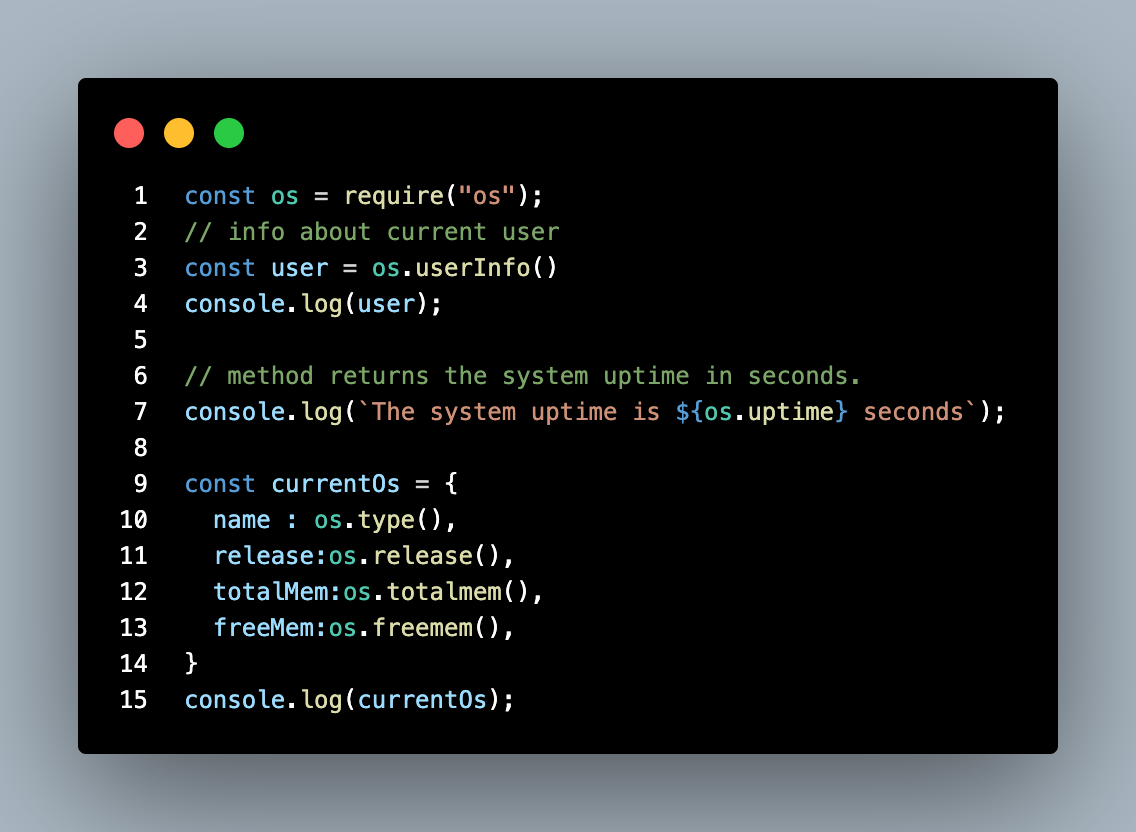 1 const os = require("os");
2 // info about current user
3 const user = os.userInfo()
4 console.log(user);
5
6 // method returns the system uptime in seconds.
7 console.log(`The system uptime is ${os.uptime} seconds`);
8
9 const currentOs = {
10   name : os.type(),
11   release:os.release(),
12   totalMem:os.totalmem(),
13   freeMem:os.freemem(),
14 }
15 console.log(currentOs);